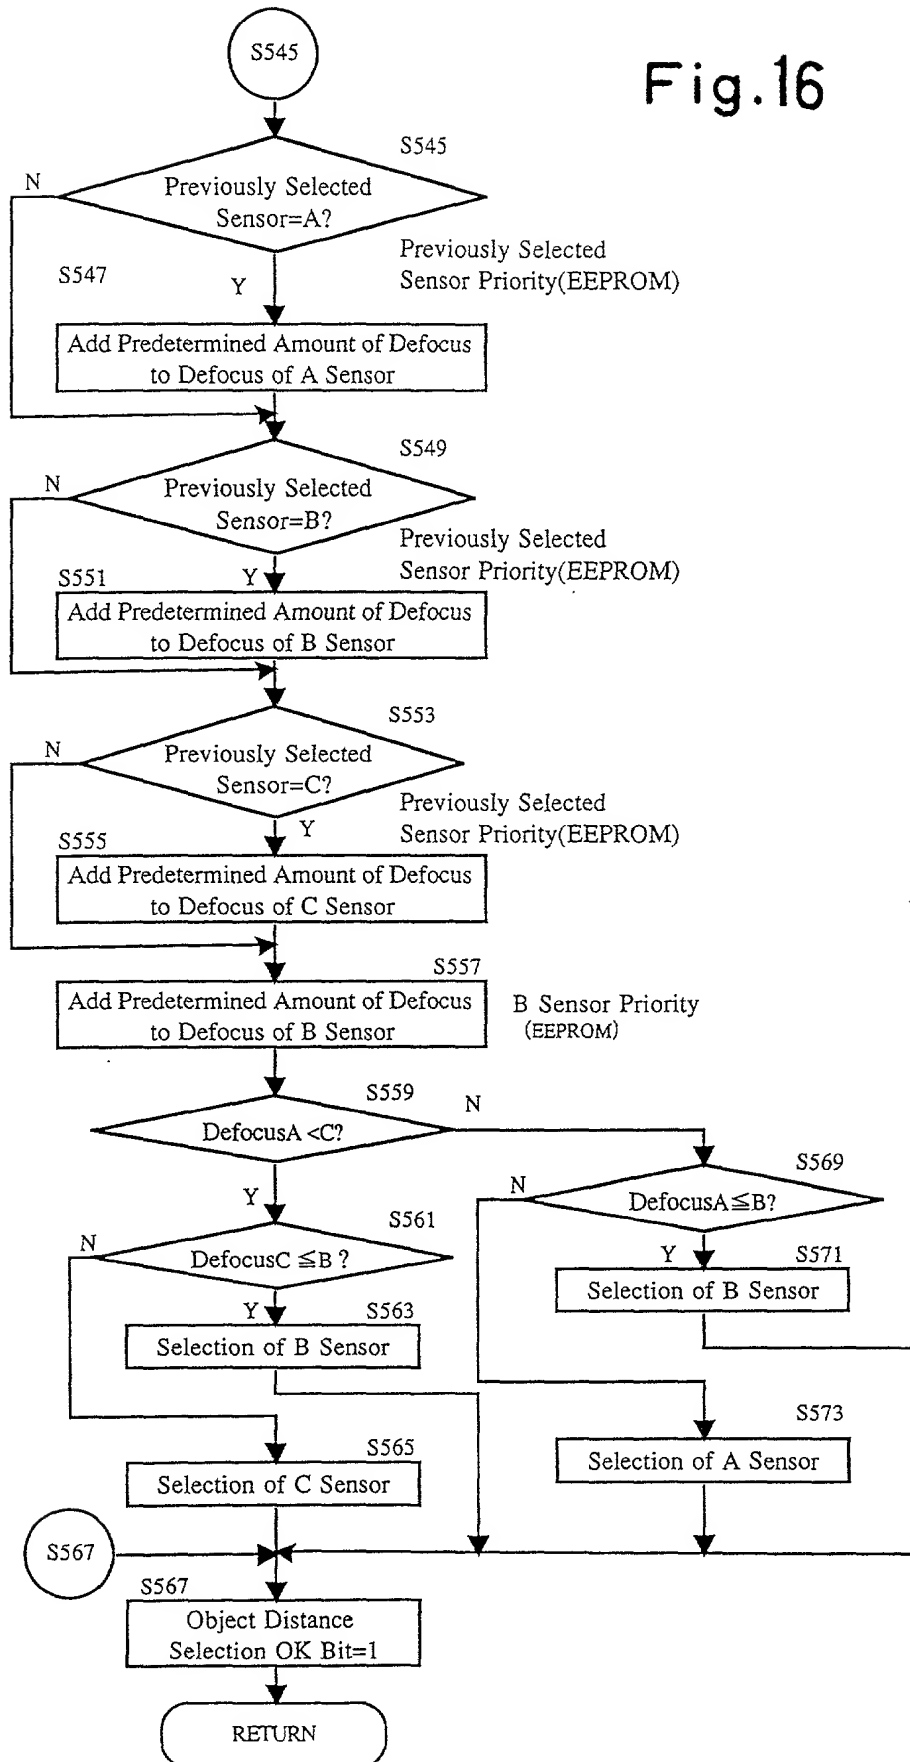 S545
Fig.16
S545
N
Previously Selected
Sensor=A?
Previously Selected
Sensor Priority(EEPROM)
S547
Y
Add Predetermined Amount of Defocus
to Defocus of A Sensor
S549
N
Previously Selected
Sensor=B?
Previously Selected
Sensor Priority(EEPROM)
S551
Y
Add Predetermined Amount of Defocus
to Defocus of B Sensor
S553
N
Previously Selected
Sensor=C?
Previously Selected
Sensor Priority(EEPROM)
S555
Y
Add Predetermined Amount of Defocus
to Defocus of C Sensor
S557
Add Predetermined Amount of Defocus
to Defocus of B Sensor
B Sensor Priority
(EEPROM)
S559
N
DefocusA <C?
S569
N
DefocusA≦B?
Y
S561
N
DefocusC ≦B ?
Y
S571
Selection of B Sensor
Y
S563
Selection of B Sensor
S573
Selection of A Sensor
S565
Selection of C Sensor
S567
S567
Object Distance
Selection OK Bit=1
RETURN